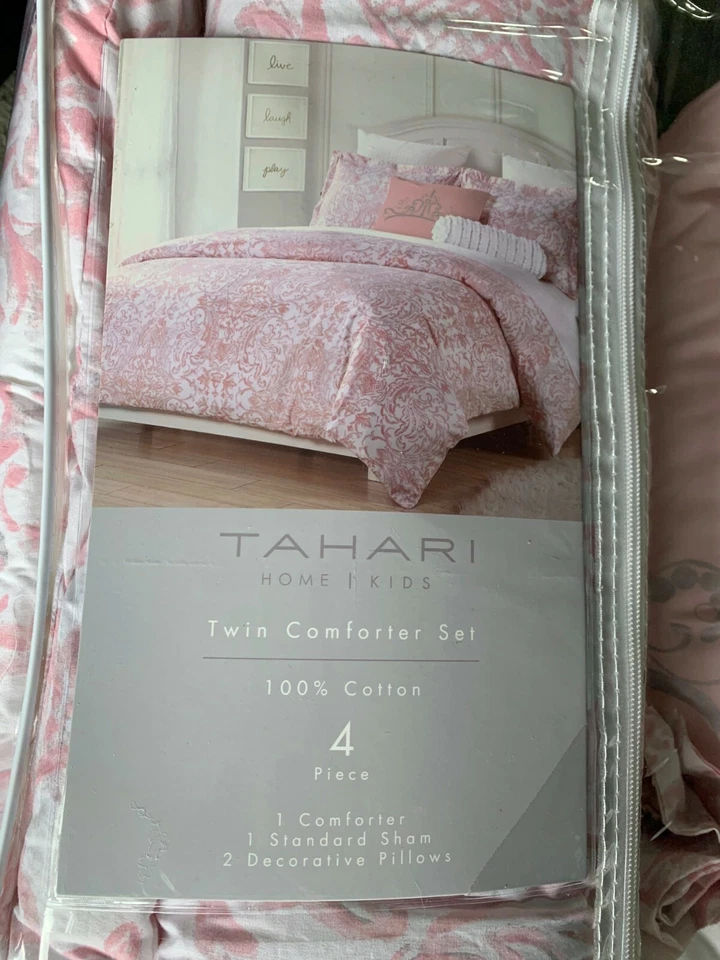 live
laugh
play
TAHARI
HOME | KIDS
Twin Comforter Set
100% Cotton
4
Piece
1 Comforter
1 Standard Sham
2 Decorative Pillows